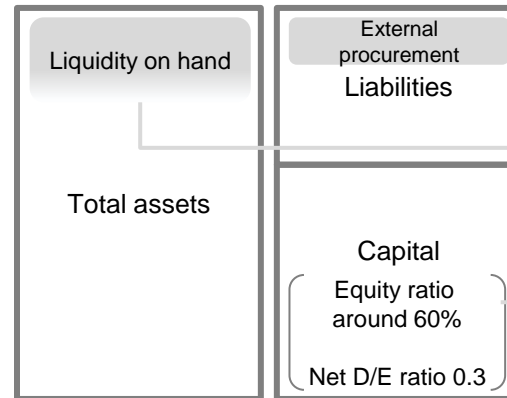 Liquidity on hand
Total assets
External
procurement
Liabilities
Capital
Equity ratio
around 60%
Net D/E ratio 0.3